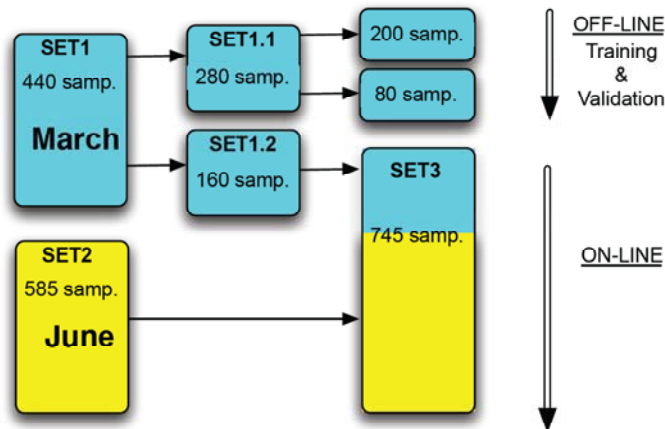 SET1
440 samp.
March
SET1.1
280 samp.
200 samp.
80 samp.
SET1.2
160 samp.
SET3
745 samp.
SET2
585 samp.
June
OFF-LINE
Training
&
Validation
ON-LINE